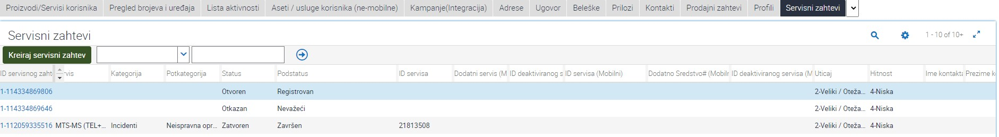 Proizvodi/Servisi korisnika Pregled brojeva i uređaja Lista aktivnosti Aseti / usluge korisnika (ne-mobilne) Kampanje(Integracija) Adrese Ugovor Beleške Prilozi Kontakti Prodajni zahtevi Profili Servisni zahtevi
Servisni zahtevi 1 - 10 of 10+
Kreiraj servisni zahtev
ID servisnog zaht rvis Kategorija Potkategorija Status Podstatus ID servisa Dodatni servis (M ID deaktiviranog s ID servisa (Mobilni) Dodatno Sredstvo# (Mobiln ID deaktiviranog servisa (M Uticaj Hitnost Ime kontakta Prezime k
1-114334869806 Otvoren Registrovan 2-Veliki / Oteža... 4-Niska
1-114334869646 Otkazan Nevažeći 2-Veliki / Oteža... 4-Niska
1-112059335516 MTS-MS (TEL+... Incidenti Neispravna opr... Zatvoren Završen 21813508 2-Veliki / Oteža... 4-Niska